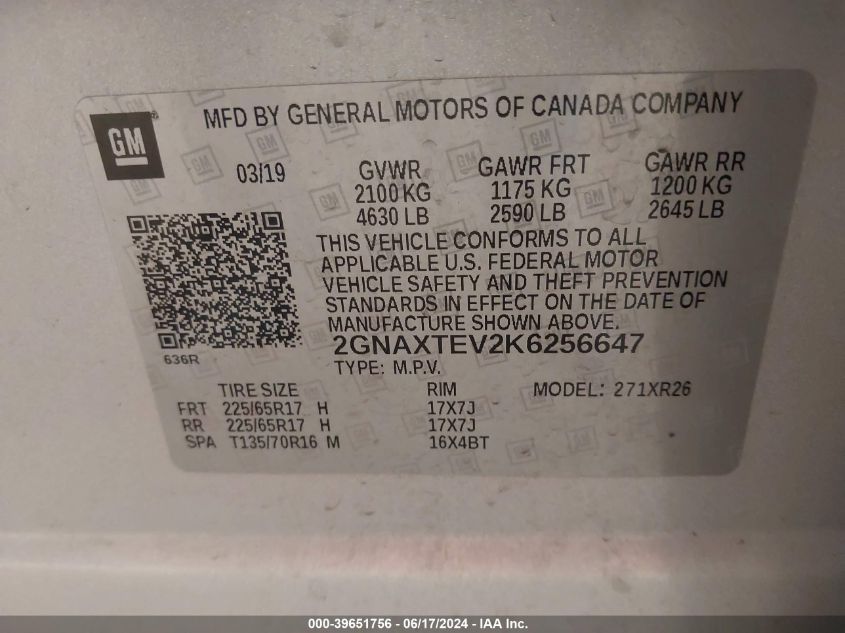 MFD BY GENERAL MOTORS OF CANADA COMPANY
GM
03/19 GVWR GAWR FRT GAWR RR
2100 KG 1175 KG 1200 KG
4630 LB 2590 LB 2645 LB
THIS VEHICLE CONFORMS TO ALL
APPLICABLE U.S. FEDERAL MOTOR
VEHICLE SAFETY AND THEFT PREVENTION
STANDARDS IN EFFECT ON THE DATE OF
MANUFACTURE SHOWN ABOVE.
636R
2GNAXTEV2K6256647
TYPE: M.P.V.
TIRE SIZE RIM MODEL: 271XR26
FRT 225/65R17 H 17X7J
RR 225/65R17 H 17X7J
SPA T135/70R16 M 16X4BT
000-39651756 - 06/17/2024 - IAA Inc.